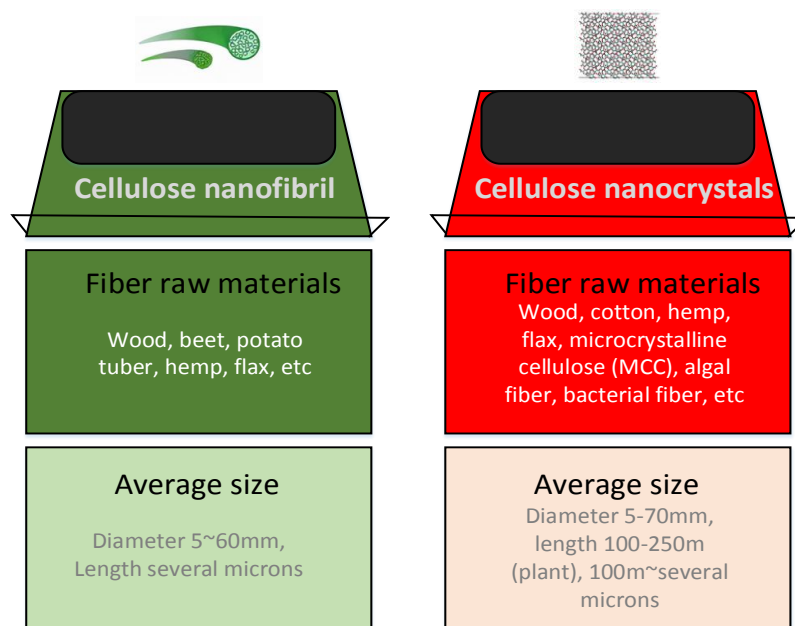 Cellulose nanofibril
Fiber raw materials
Wood, beet, potato
tuber, hemp, flax, etc
Average size
Diameter 5~60mm,
Length several microns
Cellulose nanocrystals
Fiber raw materials
Wood, cotton, hemp,
flax, microcrystalline
cellulose (MCC), algal
fiber, bacterial fiber, etc
Average size
Diameter 5-70mm,
length 100-250m
(plant), 100m~several
microns